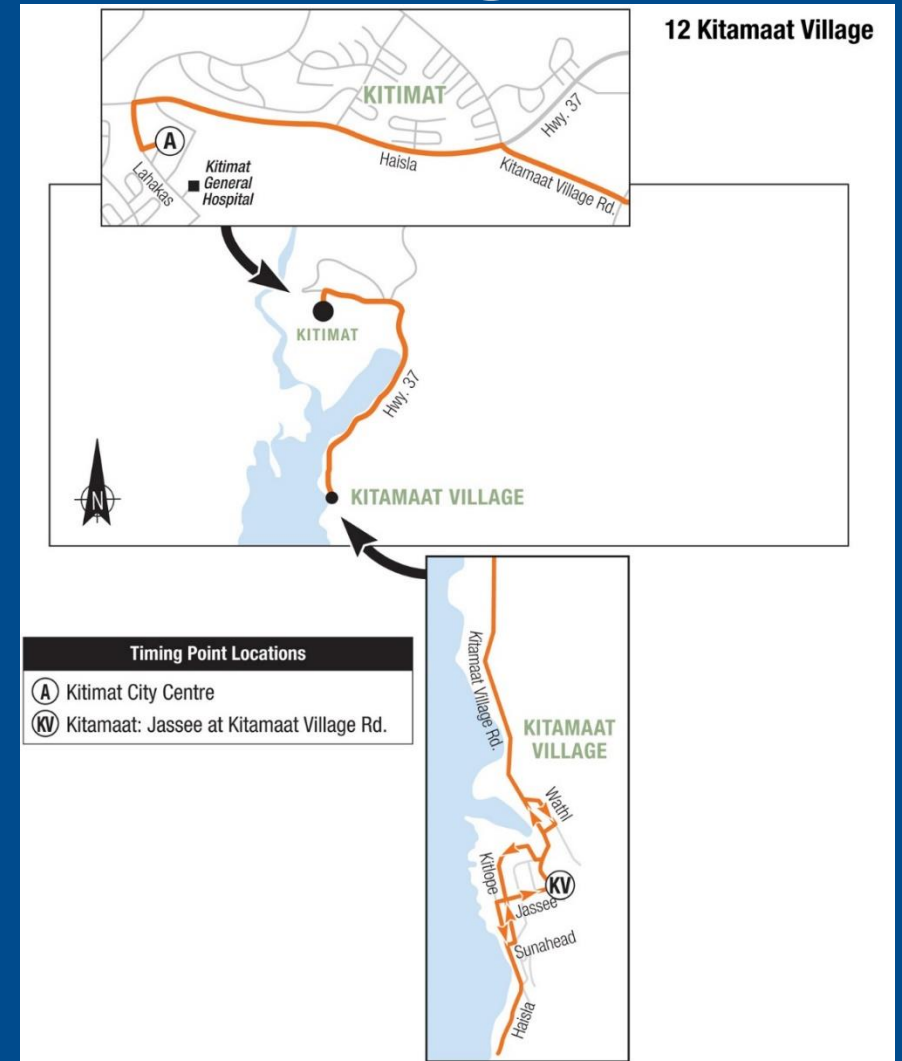 12 Kitamaat Village
KITIMAT
Hwy. 37
A
Haisla
Kitamaat Village Rd.
Lahakas
Kitimat
General
Hospital
KITIMAT
Hwy. 37
N
KITAMAAT VILLAGE
Timing Point Locations
A Kitimat City Centre
KV Kitamaat: Jassee at Kitamaat Village Rd.
Kitamaat Village Rd.
KITAMAAT
VILLAGE
Wathl
Kitlope
KV
Jassee
Sunahead
Haisla